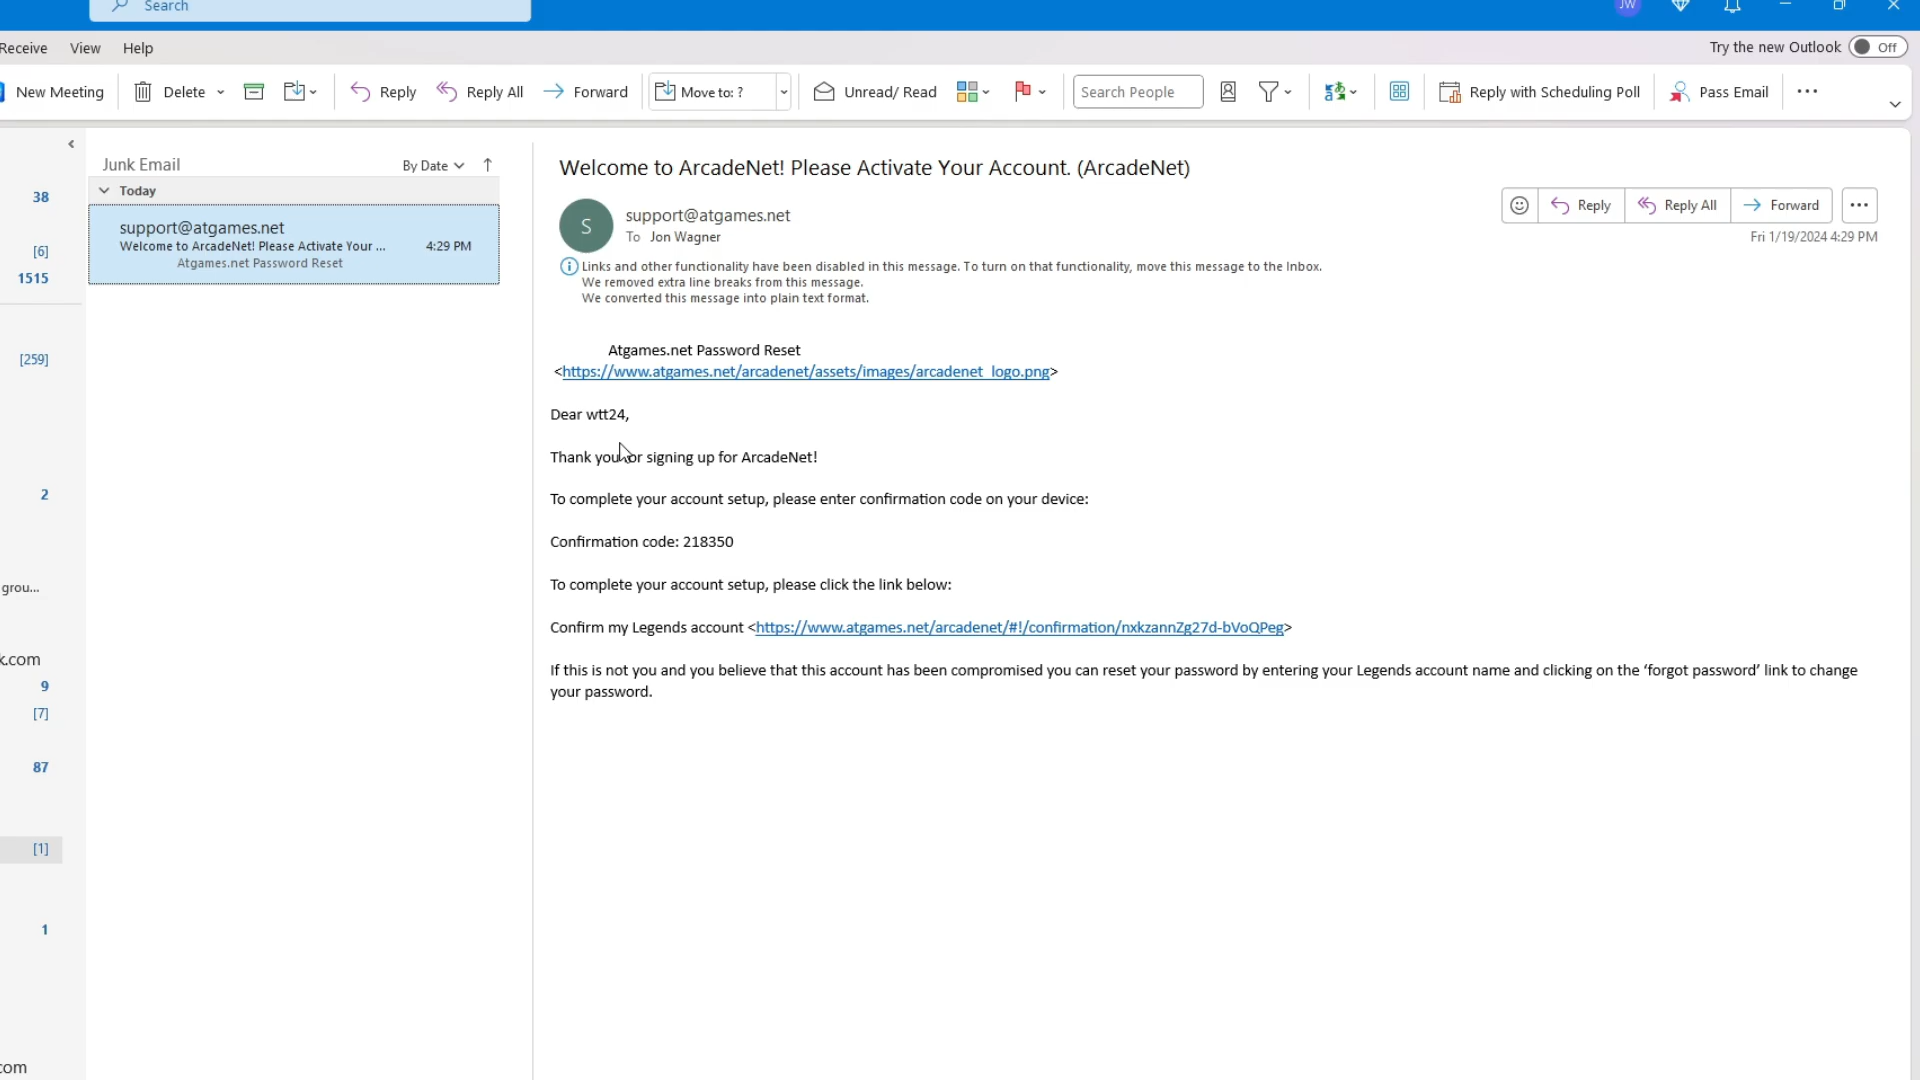 Search
JW
Receive View Help
Try the new Outlook Off
New Meeting Delete Reply Reply All Forward Move to: ? Unread/ Read Search People Reply with Scheduling Poll Pass Email
38
[6]
1515
[259]
2
grou...
k.com
9
[7]
87
[1]
1
com
Junk Email By Date
Today
support@atgames.net
Welcome to ArcadeNet! Please Activate Your ... 4:29 PM
Atgames.net Password Reset
Welcome to ArcadeNet! Please Activate Your Account. (ArcadeNet)
S
support@atgames.net
To Jon Wagner
Reply Reply All Forward
Fri 1/19/2024 4:29 PM
Links and other functionality have been disabled in this message. To turn on that functionality, move this message to the Inbox.
We removed extra line breaks from this message.
We converted this message into plain text format.
Atgames.net Password Reset
<https://www.atgames.net/arcadenet/assets/images/arcadenet_logo.png>
Dear wtt24,
Thank you for signing up for ArcadeNet!
To complete your account setup, please enter confirmation code on your device:
Confirmation code: 218350
To complete your account setup, please click the link below:
Confirm my Legends account <https://www.atgames.net/arcadenet/#!/confirmation/nxkzannZg27d-bVoQPeg>
If this is not you and you believe that this account has been compromised you can reset your password by entering your Legends account name and clicking on the ‘forgot password’ link to change
your password.